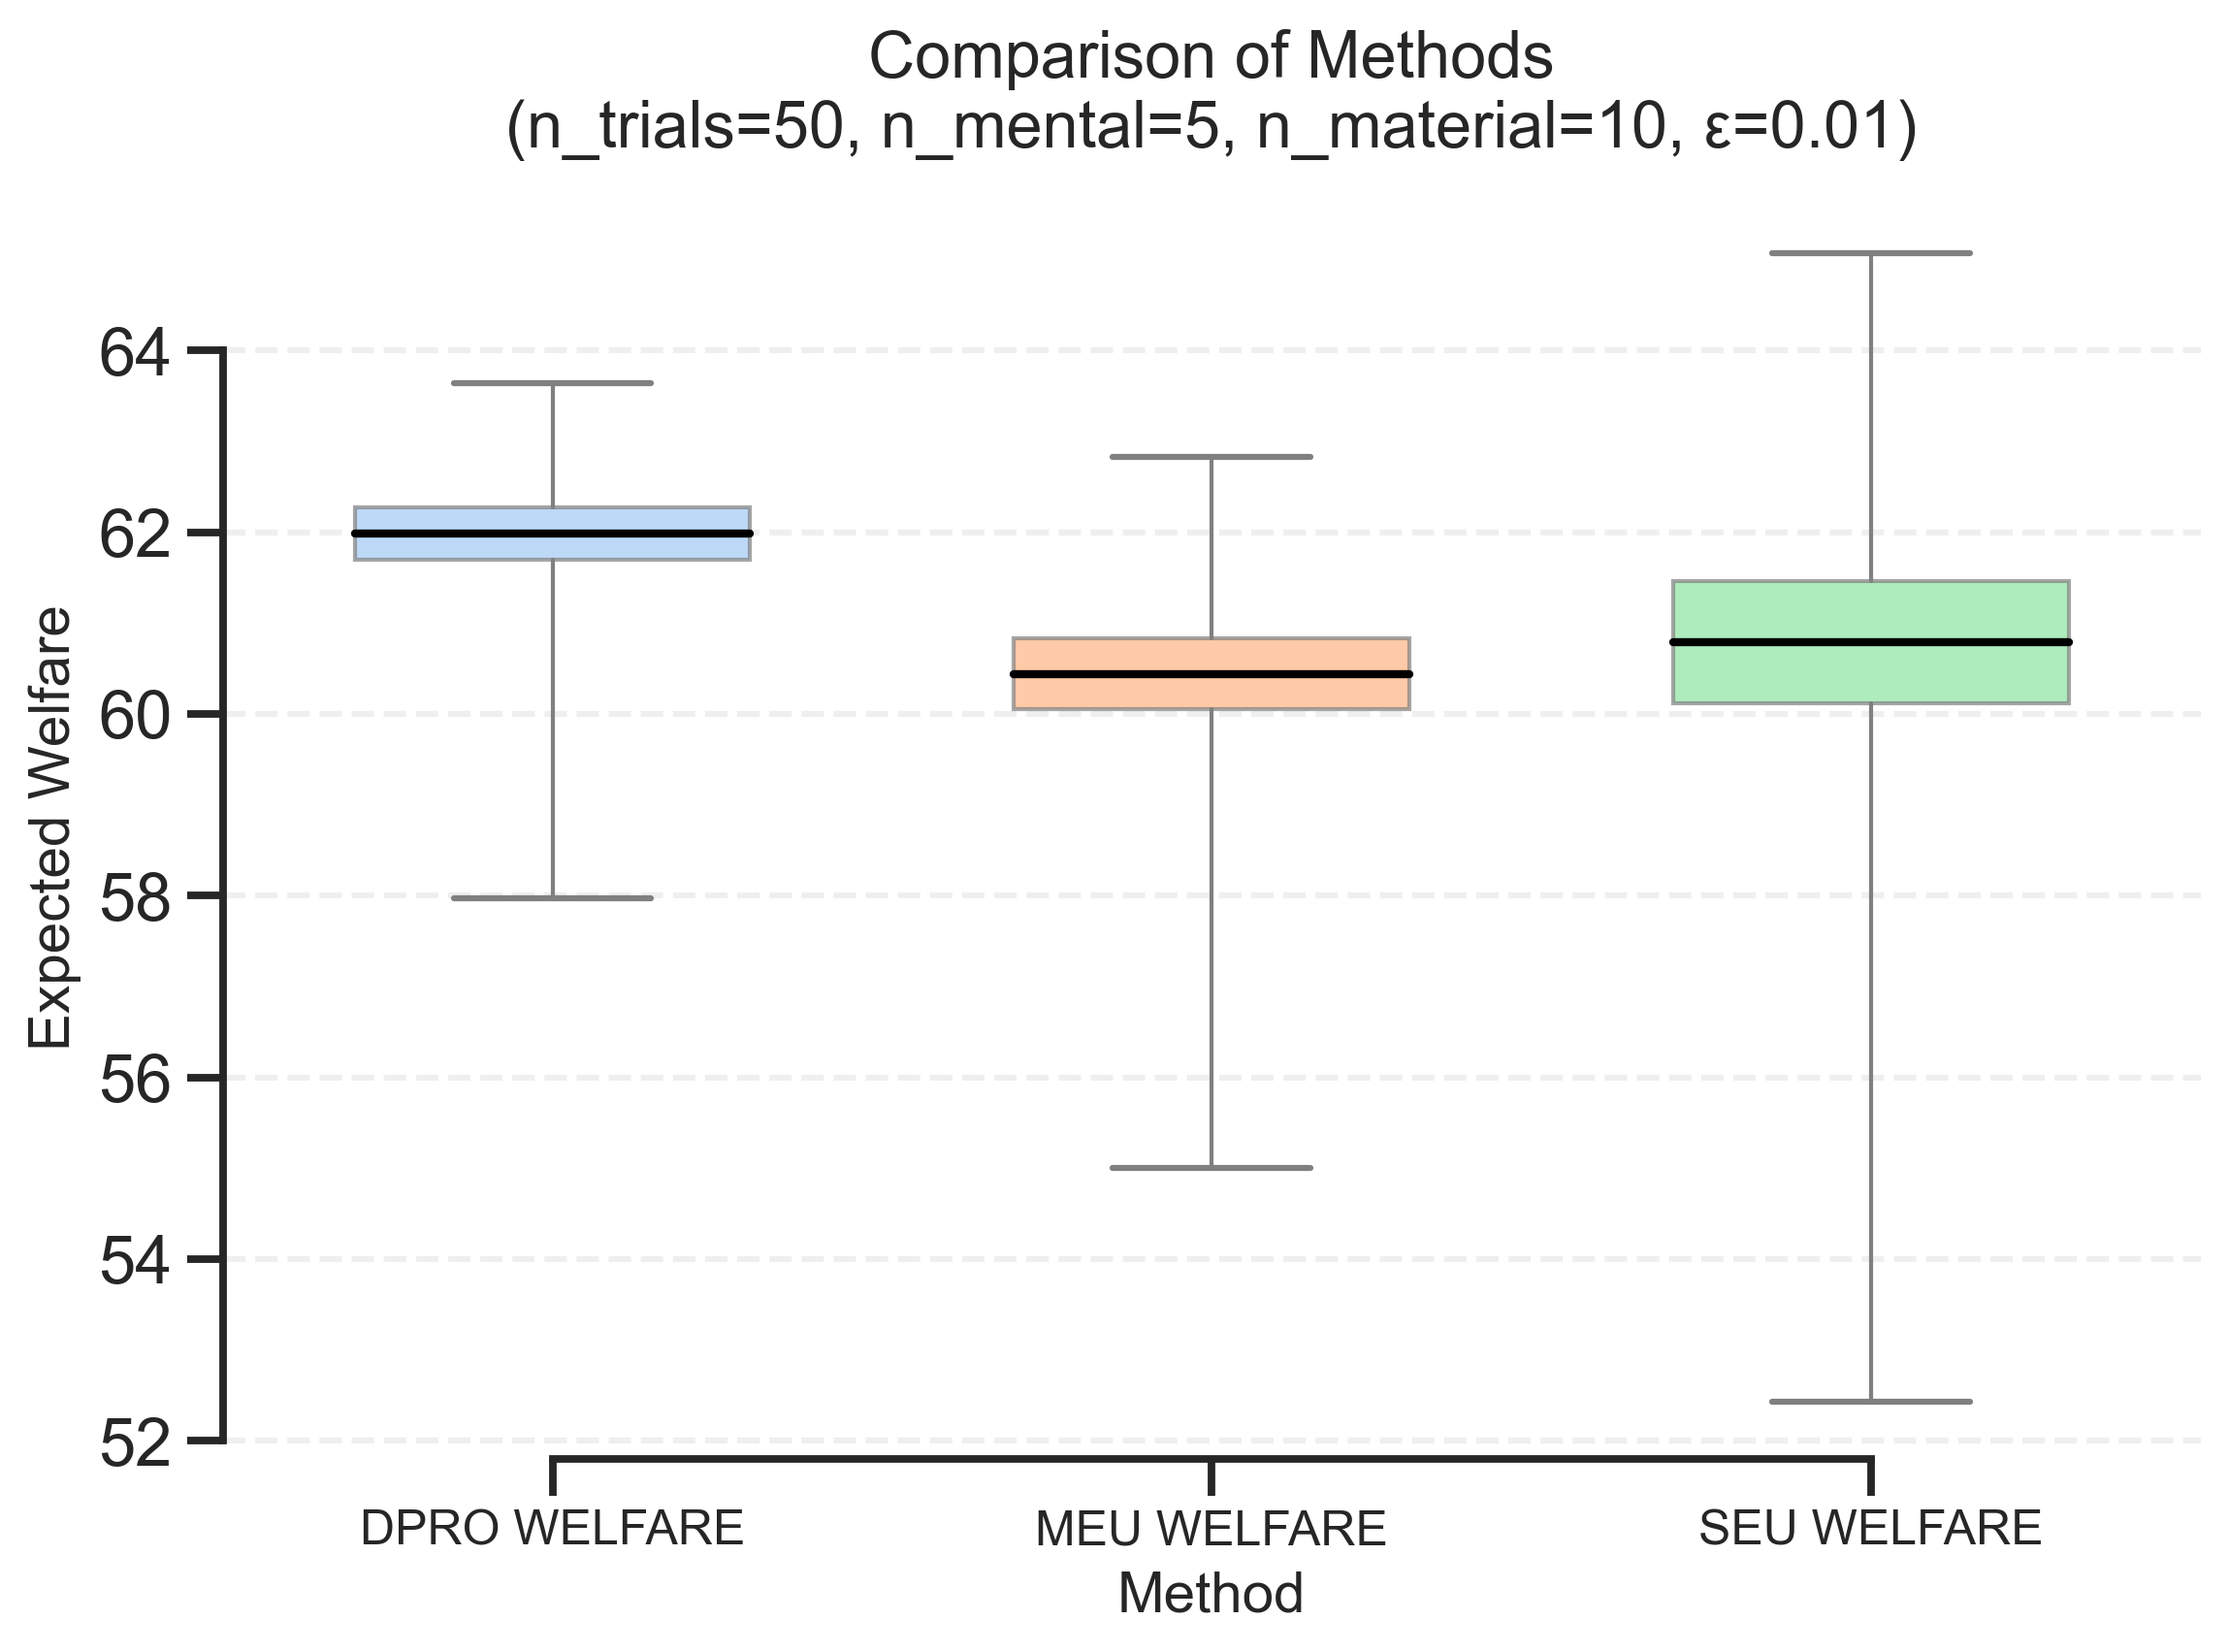 Comparison of Methods
(n_trials=50, n_mental=5, n_material=10, ε=0.01)
Expected Welfare
64
62
60
58
56
54
52
DPRO WELFARE
MEU WELFARE
SEU WELFARE
Method